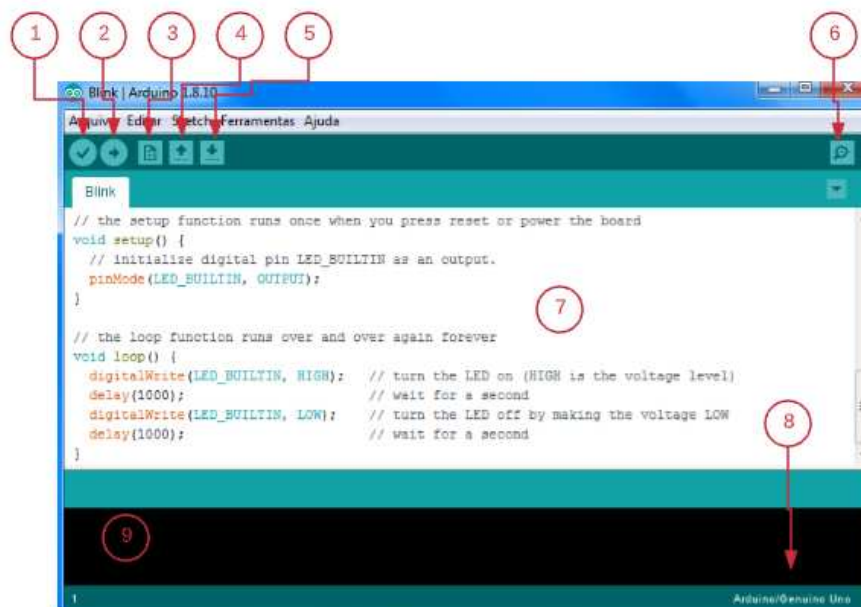 1 2 3 4 5 6
Blink | Arduino 1.8.10
Arquivo Editar Sketch Ferramentas Ajuda
Blink
// the setup function runs once when you press reset or power the board
void setup() {
  // initialize digital pin LED_BUILTIN as an output.
  pinMode(LED_BUILTIN, OUTPUT);
}
7
// the loop function runs over and over again forever
void loop() {
  digitalWrite(LED_BUILTIN, HIGH);   // turn the LED on (HIGH is the voltage level)
  delay(1000);                       // wait for a second
  digitalWrite(LED_BUILTIN, LOW);    // turn the LED off by making the voltage LOW
  delay(1000);                       // wait for a second
}
8
9
1 Arduino/Genuino Uno